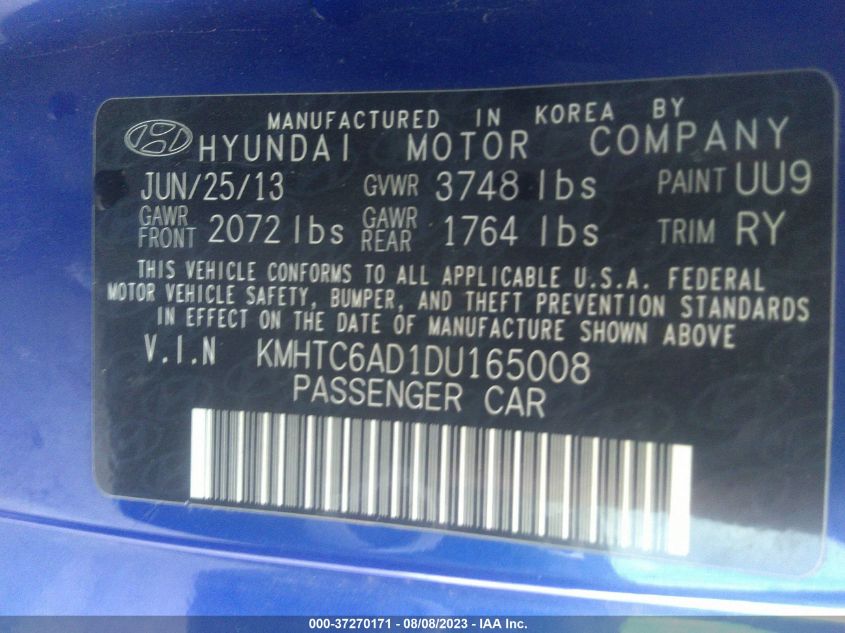 MANUFACTURED IN KOREA BY
HYUNDAI MOTOR COMPANY
JUN/25/13 GVWR 3748 lbs PAINT UU9
GAWR FRONT 2072 lbs GAWR REAR 1764 lbs TRIM RY
THIS VEHICLE CONFORMS TO ALL APPLICABLE U.S.A. FEDERAL
MOTOR VEHICLE SAFETY, BUMPER, AND THEFT PREVENTION STANDARDS
IN EFFECT ON THE DATE OF MANUFACTURE SHOWN ABOVE
V.I.N KMHTC6AD1DU165008
PASSENGER CAR
000-37270171 - 08/08/2023 - IAA Inc.